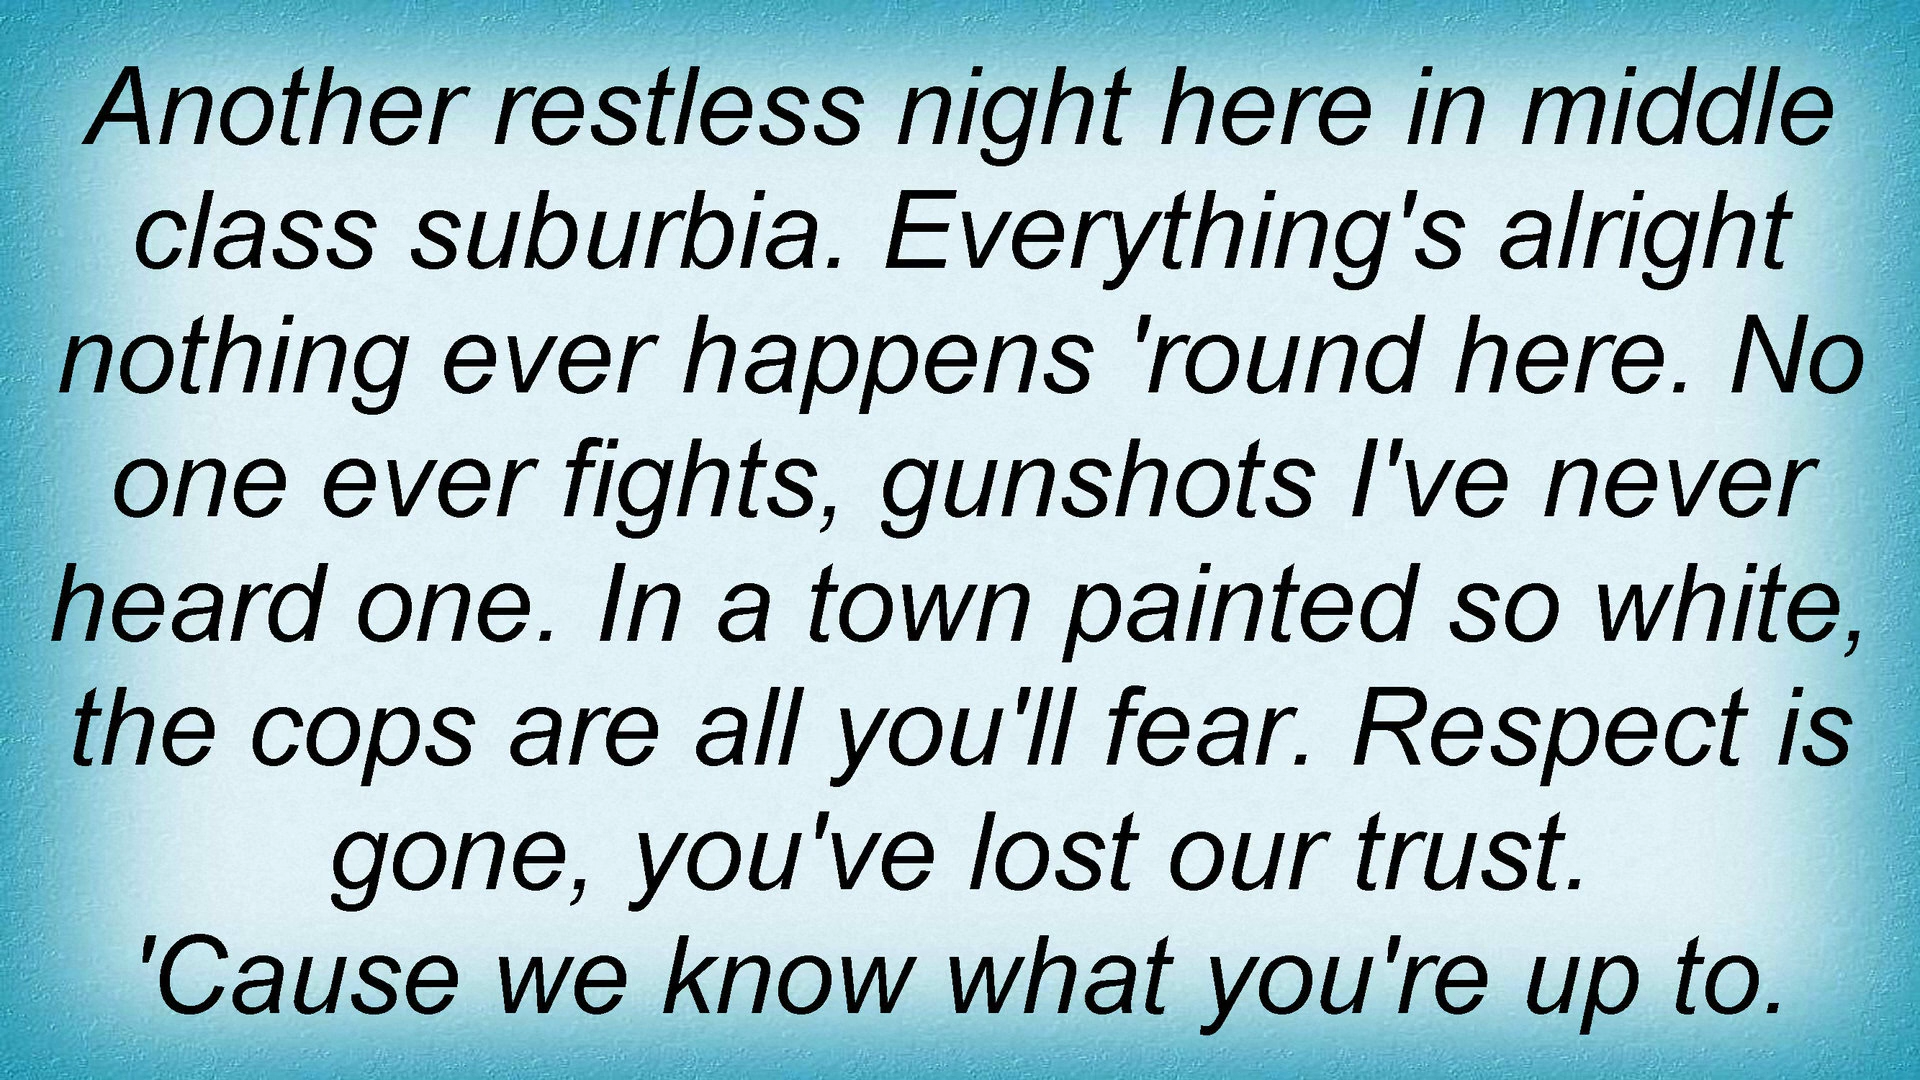 Another restless night here in middle
class suburbia. Everything's alright
nothing ever happens 'round here. No
one ever fights, gunshots I've never
heard one. In a town painted so white,
the cops are all you'll fear. Respect is
gone, you've lost our trust.
'Cause we know what you're up to.